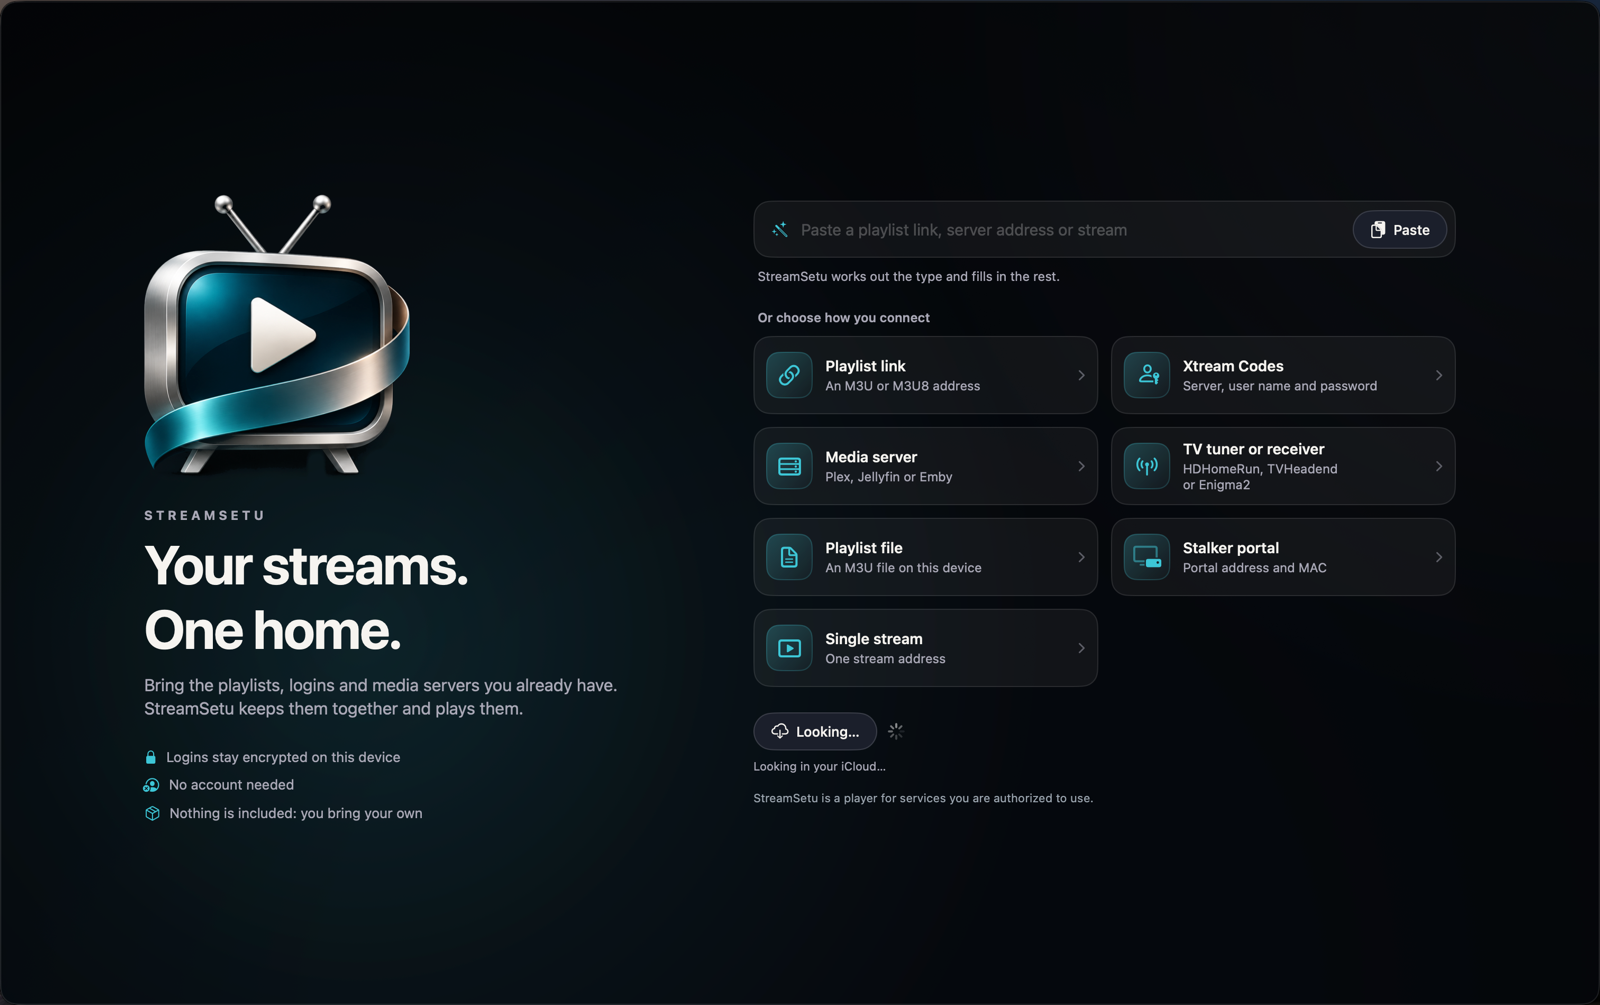 STREAMSETU
Your streams.
One home.
Bring the playlists, logins and media servers you already have.
StreamSetu keeps them together and plays them.
Logins stay encrypted on this device
No account needed
Nothing is included: you bring your own
Paste a playlist link, server address or stream
Paste
StreamSetu works out the type and fills in the rest.
Or choose how you connect
Playlist link
An M3U or M3U8 address
Xtream Codes
Server, user name and password
Media server
Plex, Jellyfin or Emby
TV tuner or receiver
HDHomeRun, TVHeadend
or Enigma2
Playlist file
An M3U file on this device
Stalker portal
Portal address and MAC
Single stream
One stream address
Looking...
Looking in your iCloud...
StreamSetu is a player for services you are authorized to use.